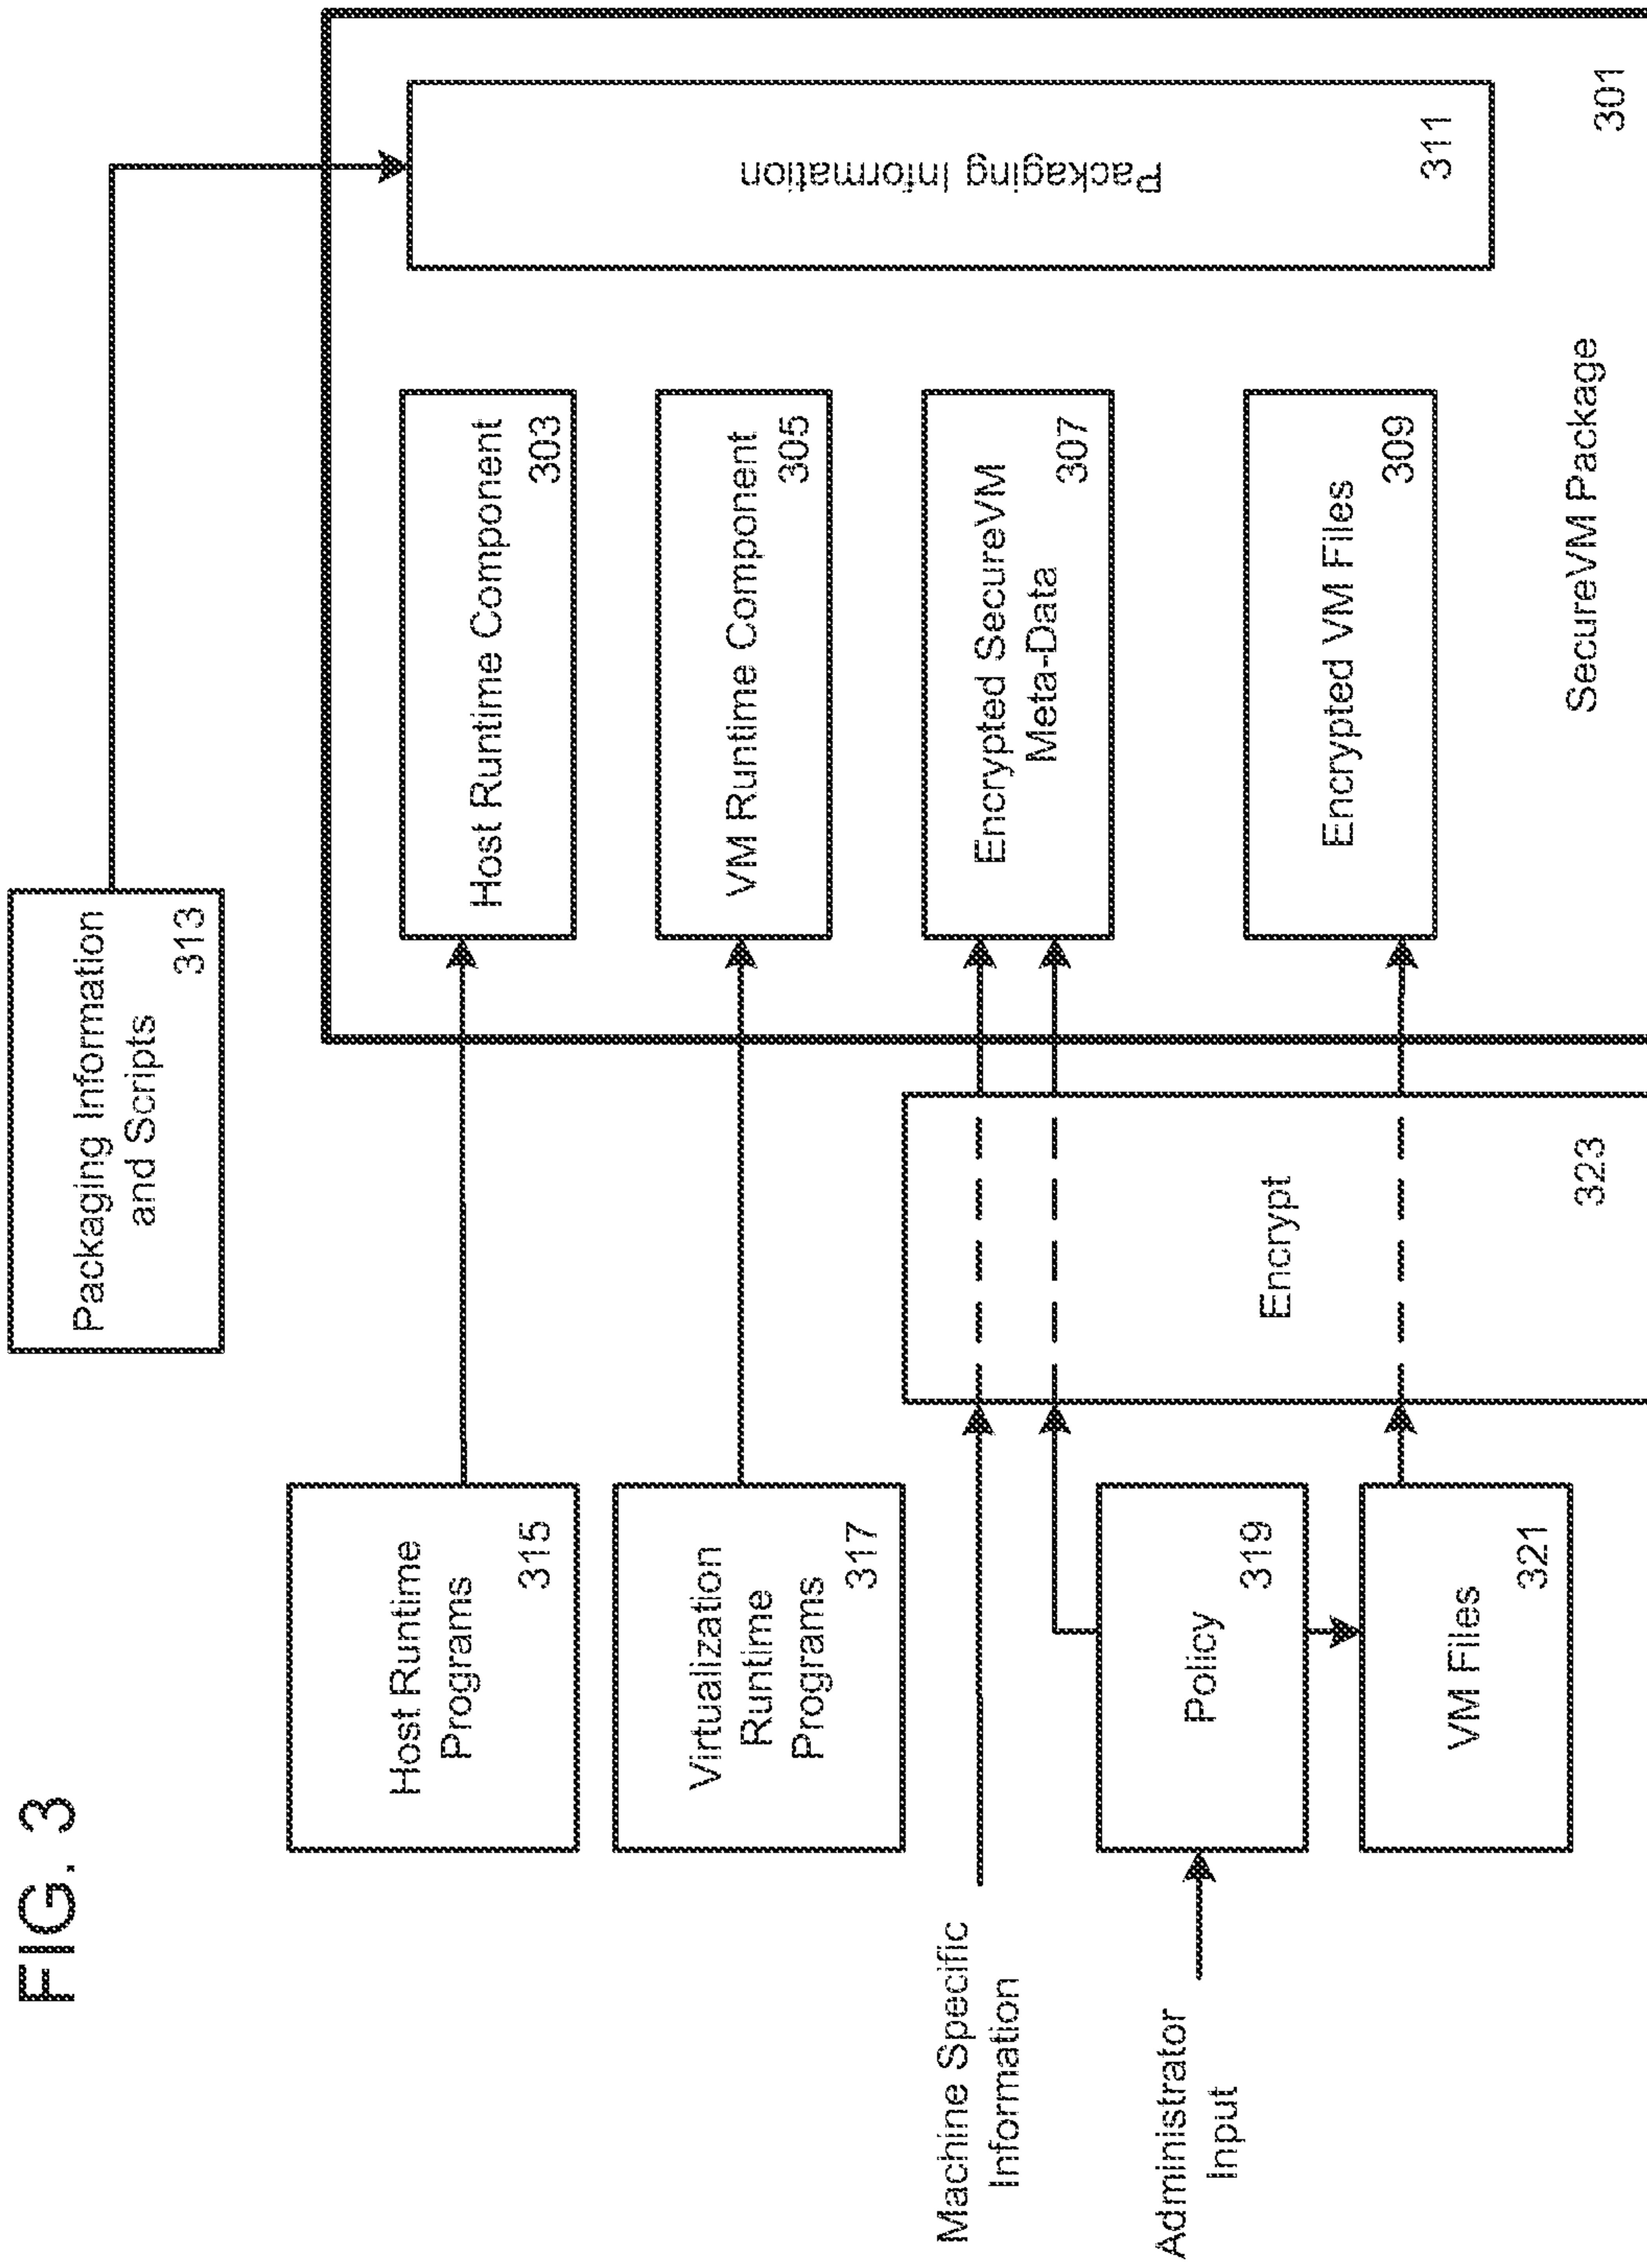 FIG. 3
Packaging Information
and Scripts
313
Host Runtime
Programs
315
Host Runtime Component
303
Virtualization
Runtime
Programs
317
VM Runtime Component
305
Machine Specific
Information
Encrypted SecureVM
Meta-Data
307
Administrator
Input
Policy
319
Encrypt
323
VM Files
321
Encrypted VM Files
309
Packaging Information
311
SecureVM Package
301